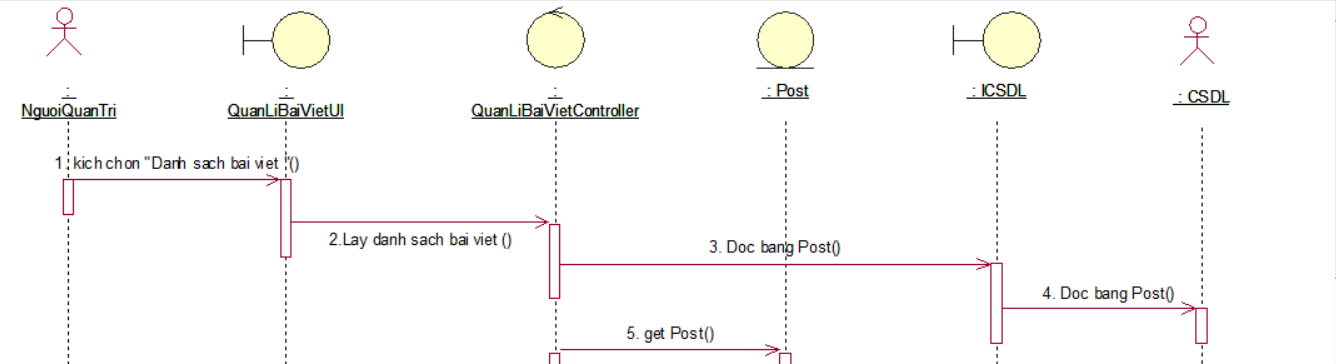 :
NguoiQuanTri
:
QuanLiBaiVietUI
:
QuanLiBaiVietController
: Post
: ICSDL
: CSDL
1. kich chon "Danh sach bai viet "()
2.Lay danh sach bai viet ()
3. Doc bang Post()
4. Doc bang Post()
5. get Post()